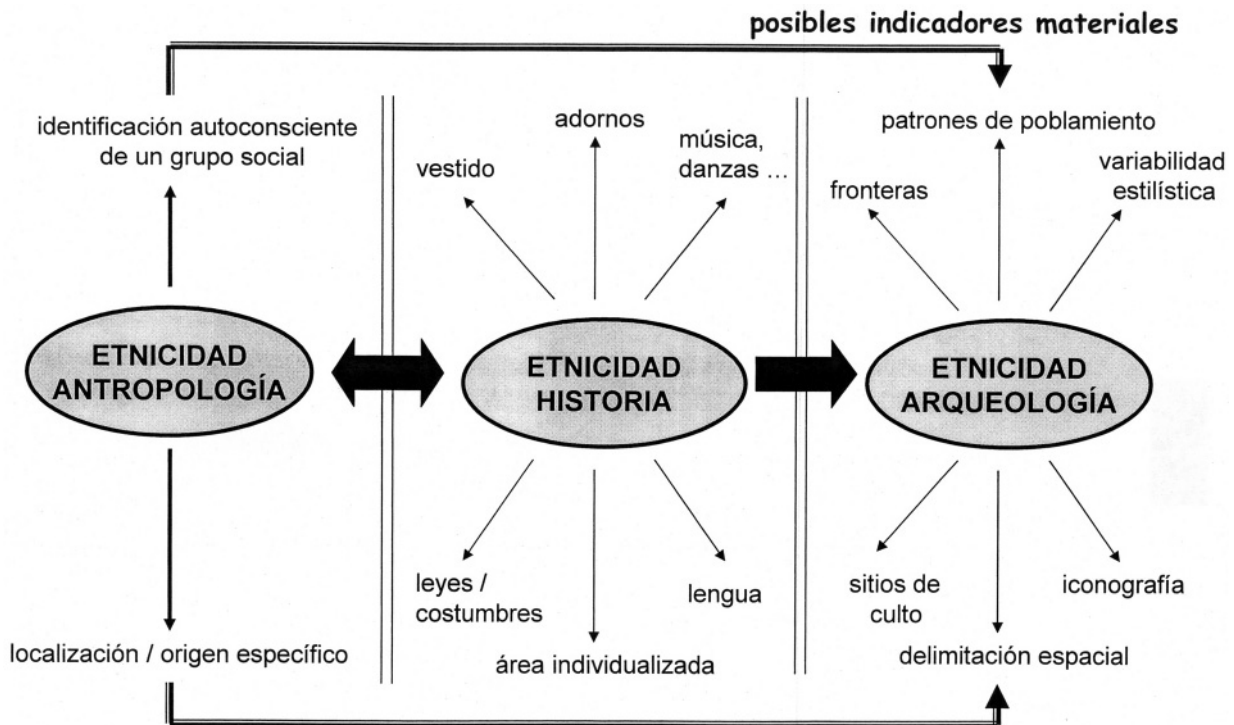 posibles indicadores materiales
identificación autoconsciente
de un grupo social
vestido
adornos
música,
danzas ...
patrones de poblamiento
fronteras
variabilidad
estilística
ETNICIDAD
ANTROPOLOGÍA
ETNICIDAD
HISTORIA
ETNICIDAD
ARQUEOLOGÍA
localización / origen específico
leyes /
costumbres
área individualizada
lengua
sitios de
culto
delimitación espacial
iconografía